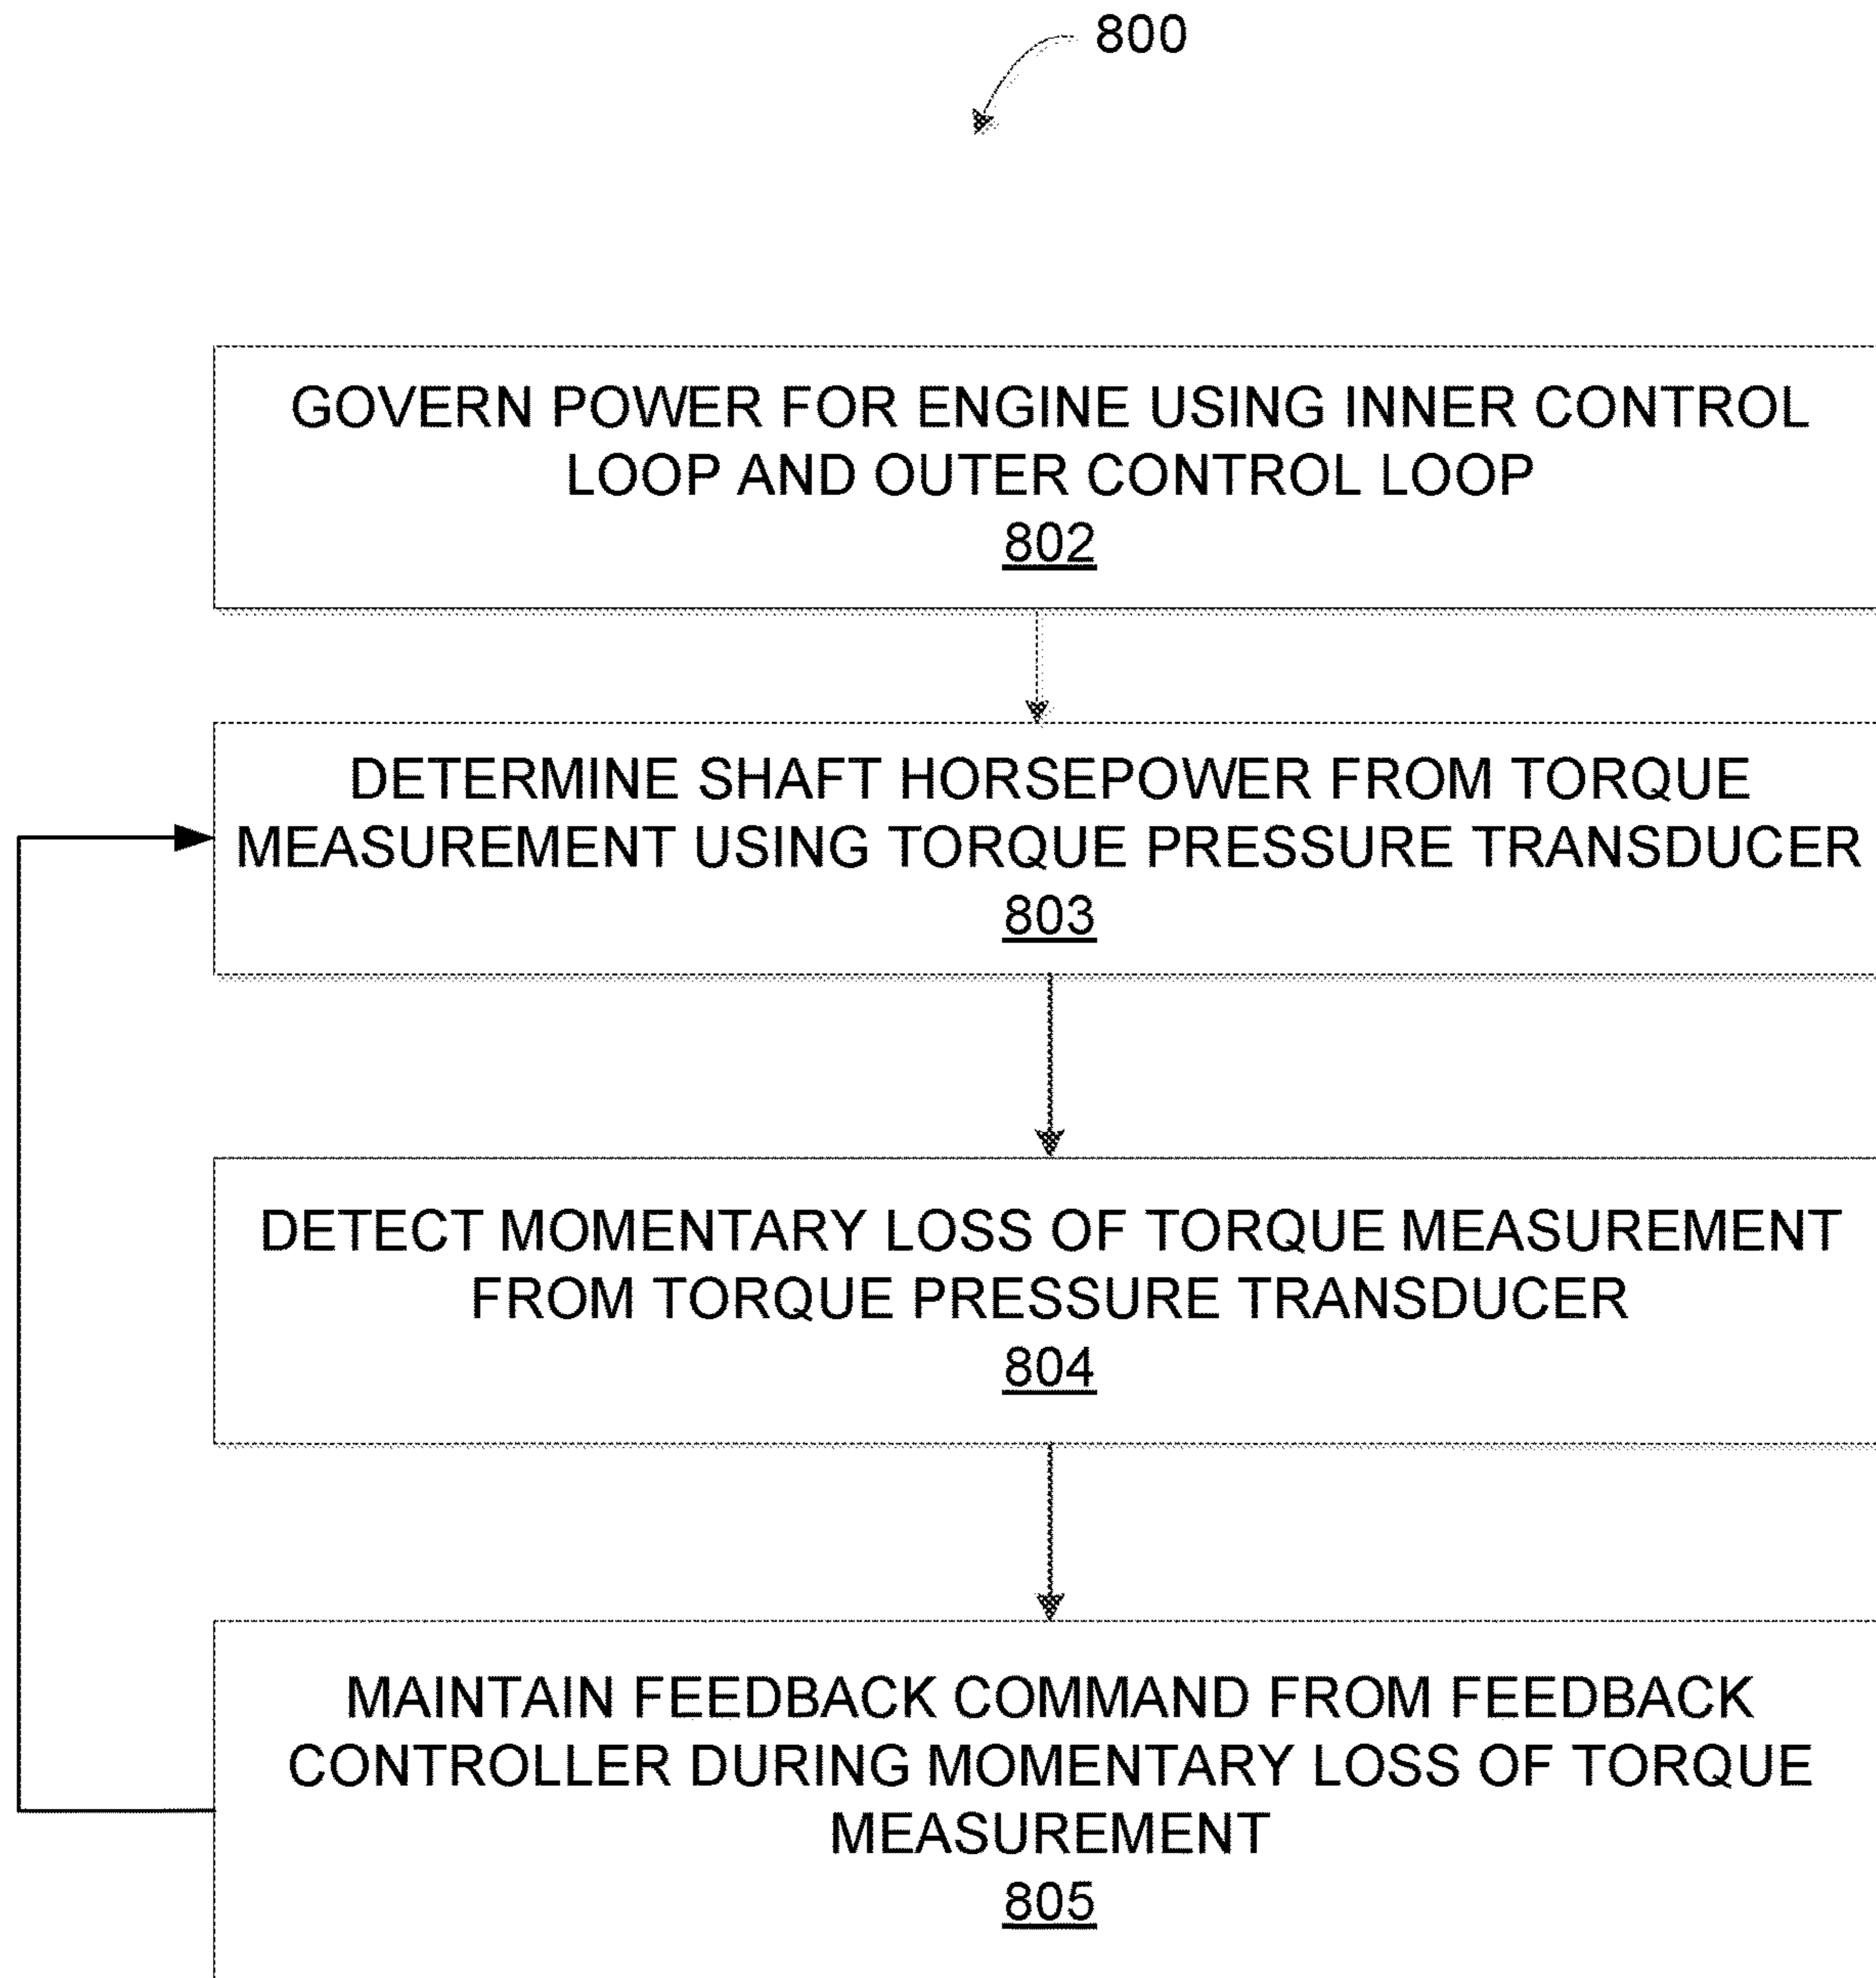 800
GOVERN POWER FOR ENGINE USING INNER CONTROL
LOOP AND OUTER CONTROL LOOP
802
DETERMINE SHAFT HORSEPOWER FROM TORQUE
MEASUREMENT USING TORQUE PRESSURE TRANSDUCER
803
DETECT MOMENTARY LOSS OF TORQUE MEASUREMENT
FROM TORQUE PRESSURE TRANSDUCER
804
MAINTAIN FEEDBACK COMMAND FROM FEEDBACK
CONTROLLER DURING MOMENTARY LOSS OF TORQUE
MEASUREMENT
805